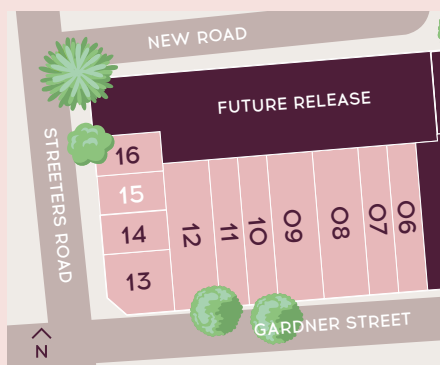 NEW ROAD
FUTURE RELEASE
STREETERS ROAD
16
15
14
13
12
11
10
09
08
07
06
GARDNER STREET
N